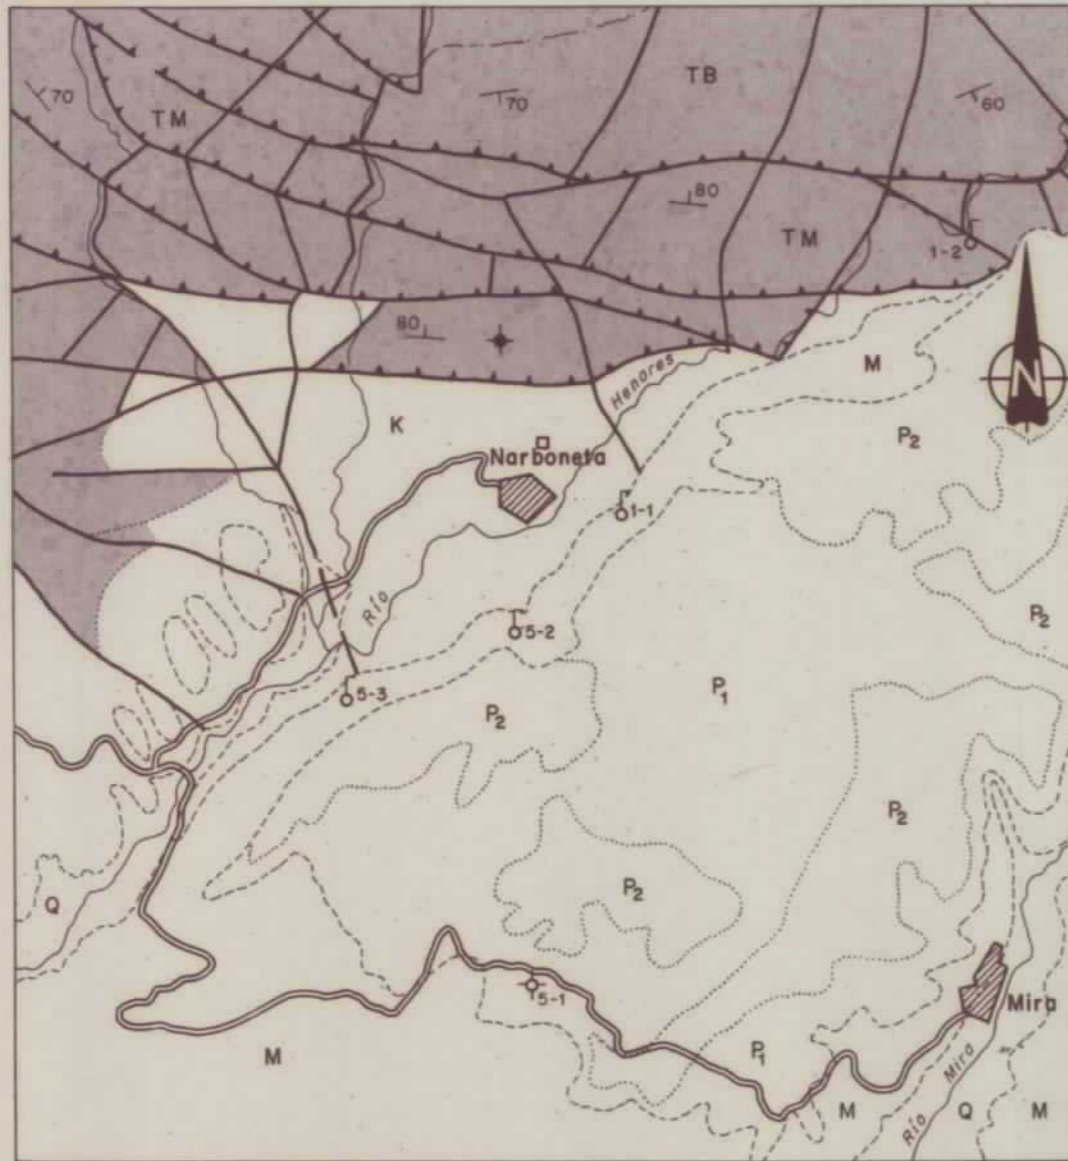 TB
70
70
60
TM
80
TM
1-2
80
Henares
M
N
K
P2
Narboneta
1-1
Río
5-2
P2
5-3
P1
P2
P2
P2
Q
5-1
Mira
M
P1
Mira
M
Río
Q
M